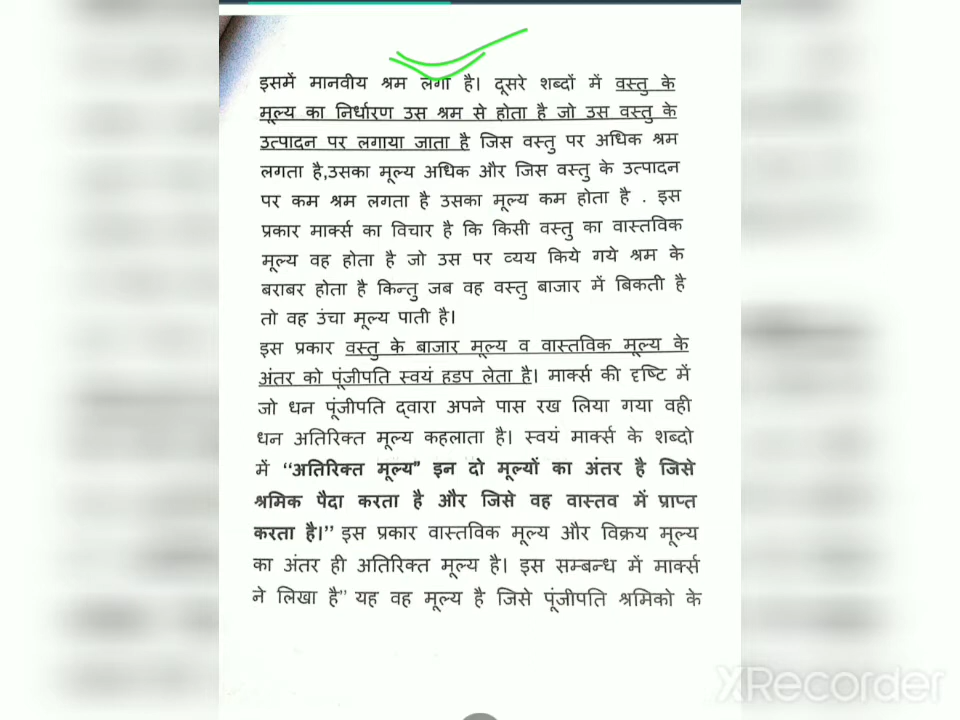 इसमें मानवीय श्रम लगा है। दूसरे शब्दों में वस्तु के
मूल्य का निर्धारण उस श्रम से होता है जो उस वस्तु के
उत्पादन पर लगाया जाता है जिस वस्तु पर अधिक श्रम
लगता है,उसका मूल्य अधिक और जिस वस्तु के उत्पादन
पर कम श्रम लगता है उसका मूल्य कम होता है . इस
प्रकार मार्क्स का विचार है कि किसी वस्तु का वास्तविक
मूल्य वह होता है जो उस पर व्यय किये गये श्रम के
बराबर होता है किन्तु जब वह वस्तु बाजार में बिकती है
तो वह उंचा मूल्य पाती है।
इस प्रकार वस्तु के बाजार मूल्य व वास्तविक मूल्य के
अंतर को पूंजीपति स्वयं हडप लेता है। मार्क्स की दृष्टि में
जो धन पूंजीपति द्वारा अपने पास रख लिया गया वही
धन अतिरिक्त मूल्य कहलाता है। स्वयं मार्क्स के शब्दो
में “अतिरिक्त मूल्य” इन दो मूल्यों का अंतर है जिसे
श्रमिक पैदा करता है और जिसे वह वास्तव में प्राप्त
करता है।” इस प्रकार वास्तविक मूल्य और विक्रय मूल्य
का अंतर ही अतिरिक्त मूल्य है। इस सम्बन्ध में मार्क्स
ने लिखा है” यह वह मूल्य है जिसे पूंजीपति श्रमिको के
XRecorder